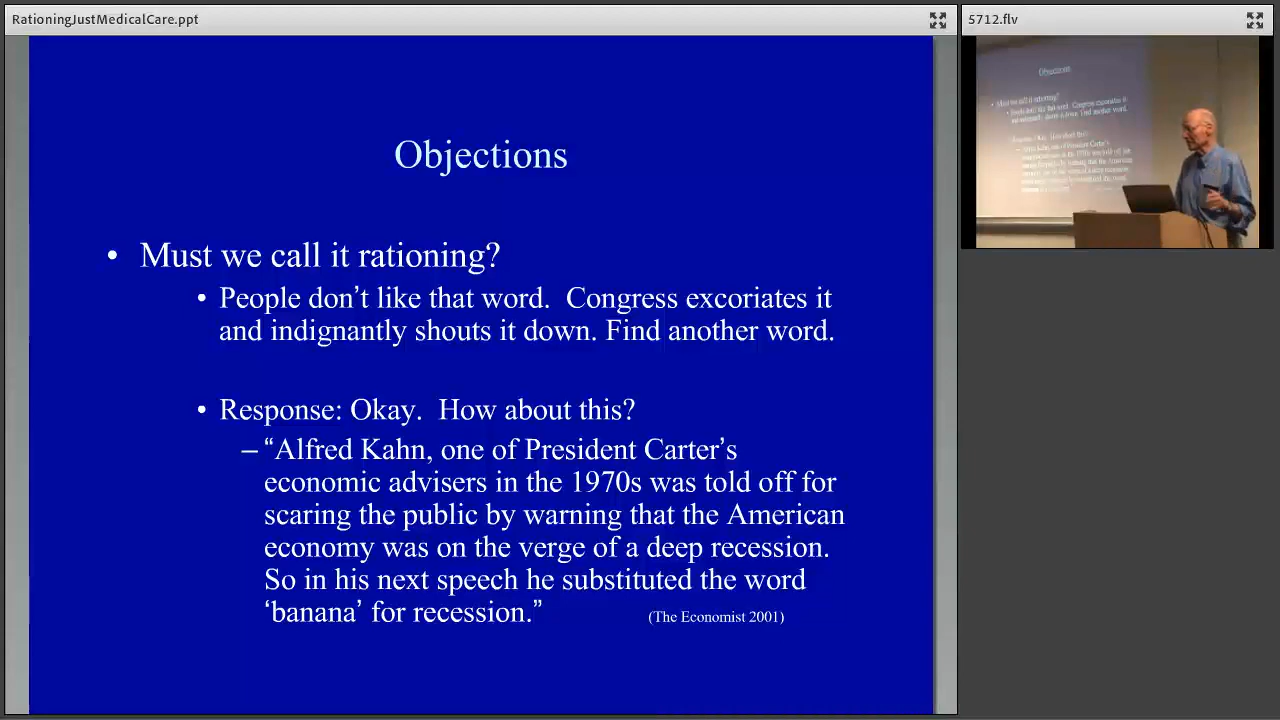 RationingJustMedicalCare.ppt
5712.flv
Objections
• Must we call it rationing?
• People don’t like that word. Congress excoriates it
and indignantly shouts it down. Find another word.
• Response: Okay. How about this?
– “Alfred Kahn, one of President Carter’s
economic advisers in the 1970s was told off for
scaring the public by warning that the American
economy was on the verge of a deep recession.
So in his next speech he substituted the word
‘banana’ for recession.” (The Economist 2001)
Objections